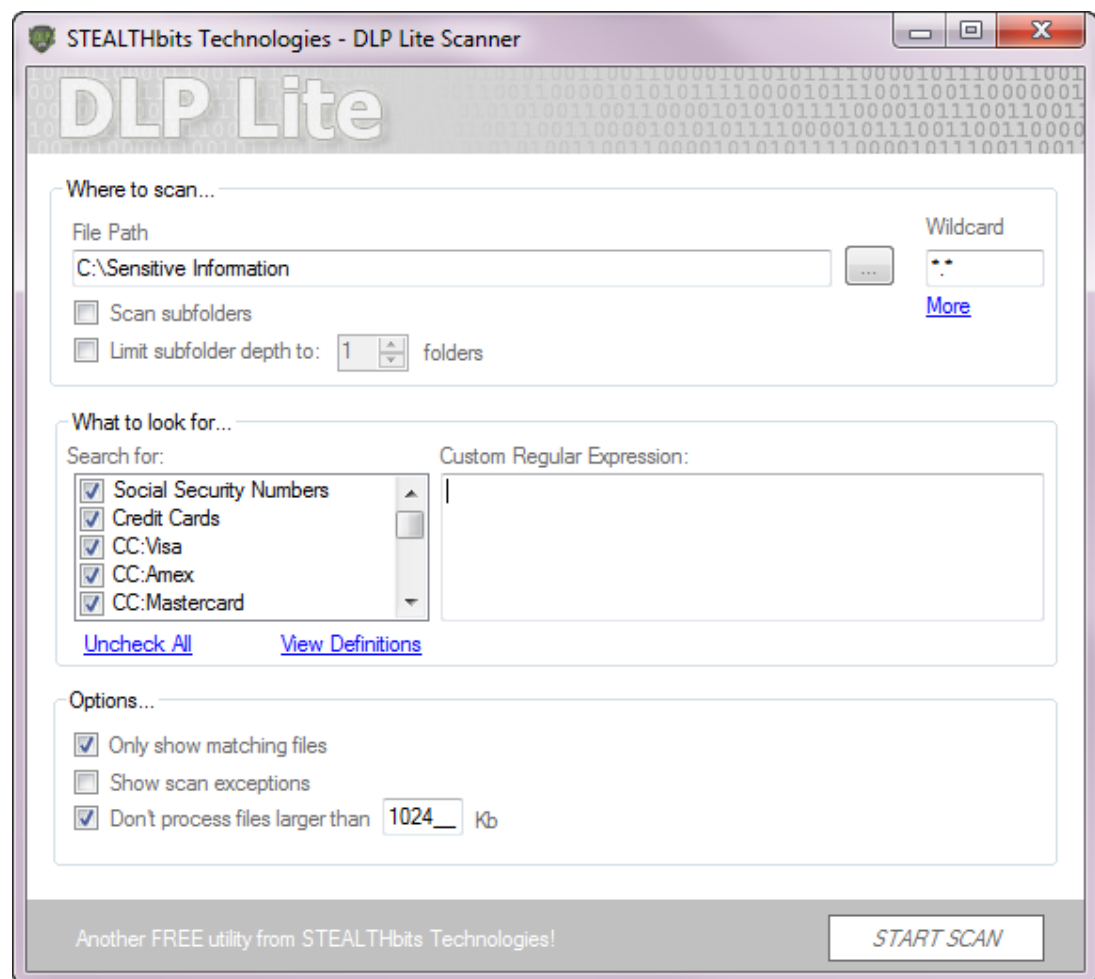 STEALTHbits Technologies - DLP Lite Scanner
DLP Lite
Where to scan...
File Path
Wildcard
C:\Sensitive Information
...
*.*
Scan subfolders
More
Limit subfolder depth to: 1 folders
What to look for...
Search for:
Custom Regular Expression:
Social Security Numbers
Credit Cards
CC:Visa
CC:Amex
CC:Mastercard
Uncheck All
View Definitions
Options...
Only show matching files
Show scan exceptions
Don't process files larger than 1024__ Kb
Another FREE utility from STEALTHbits Technologies!
START SCAN